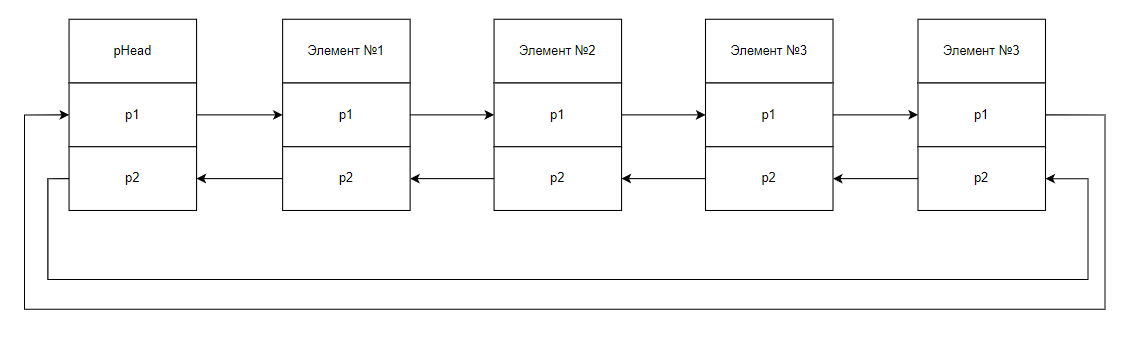 pHead
Элемент №1
Элемент №2
Элемент №3
Элемент №3
p1
p1
p1
p1
p1
p2
p2
p2
p2
p2